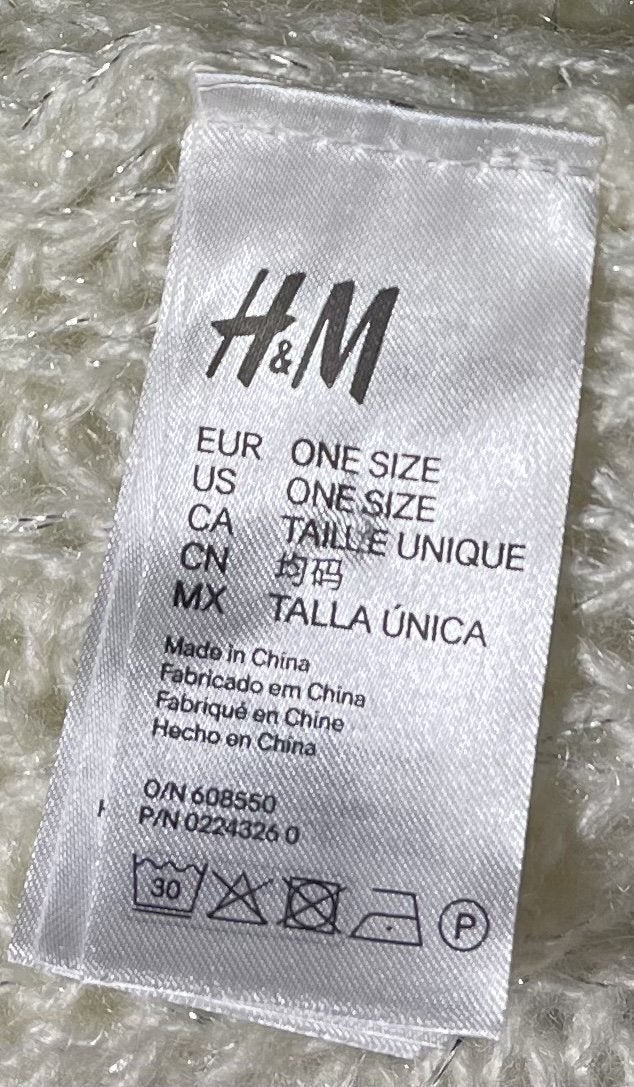 H&M
EUR ONE SIZE
US ONE SIZE
CA TAILLE UNIQUE
CN 均码
MX TALLA ÚNICA
Made in China
Fabricado em China
Fabriqué en Chine
Hecho en China
O/N 608550
P/N 0224326 0
30
P